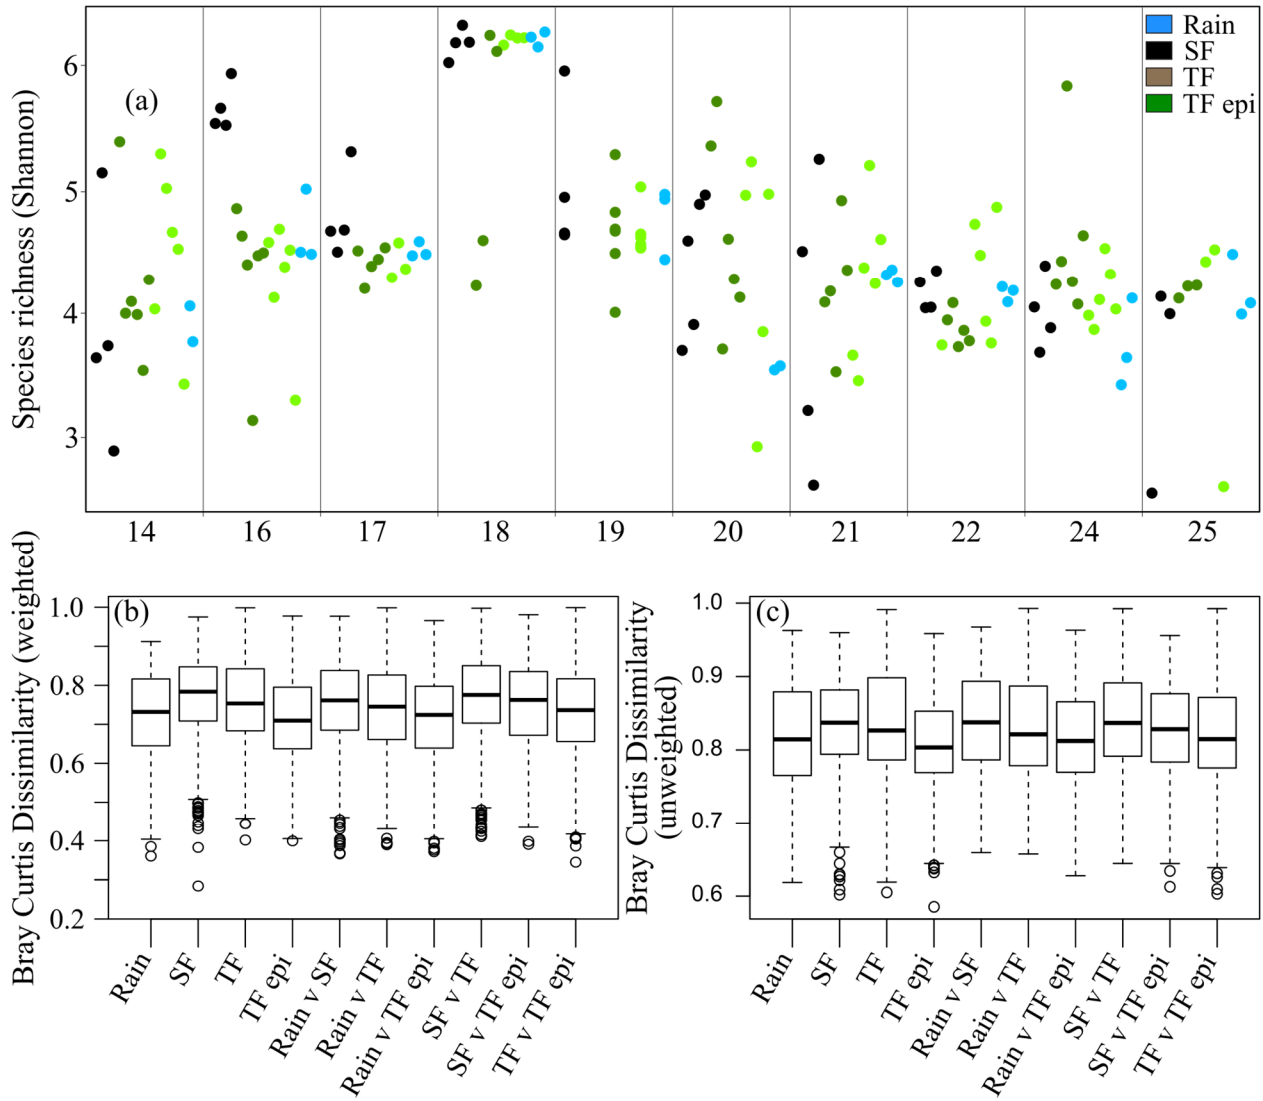 Species richness (Shannon)
6
5
4
3
(a)
Rain
SF
TF
TF epi
14 16 17 18 19 20 21 22 24 25
Bray Curtis Dissimilarity (weighted)
1.0
0.8
0.6
0.4
0.2
(b)
Rain
SF
TF
TF epi
Rain v SF
Rain v TF
Rain v TF epi
SF v TF
SF v TF epi
TF v TF epi
Bray Curtis Dissimilarity
(unweighted)
1.0
0.9
0.8
0.7
0.6
(c)
Rain
SF
TF
TF epi
Rain v SF
Rain v TF
Rain v TF epi
SF v TF
SF v TF epi
TF v TF epi